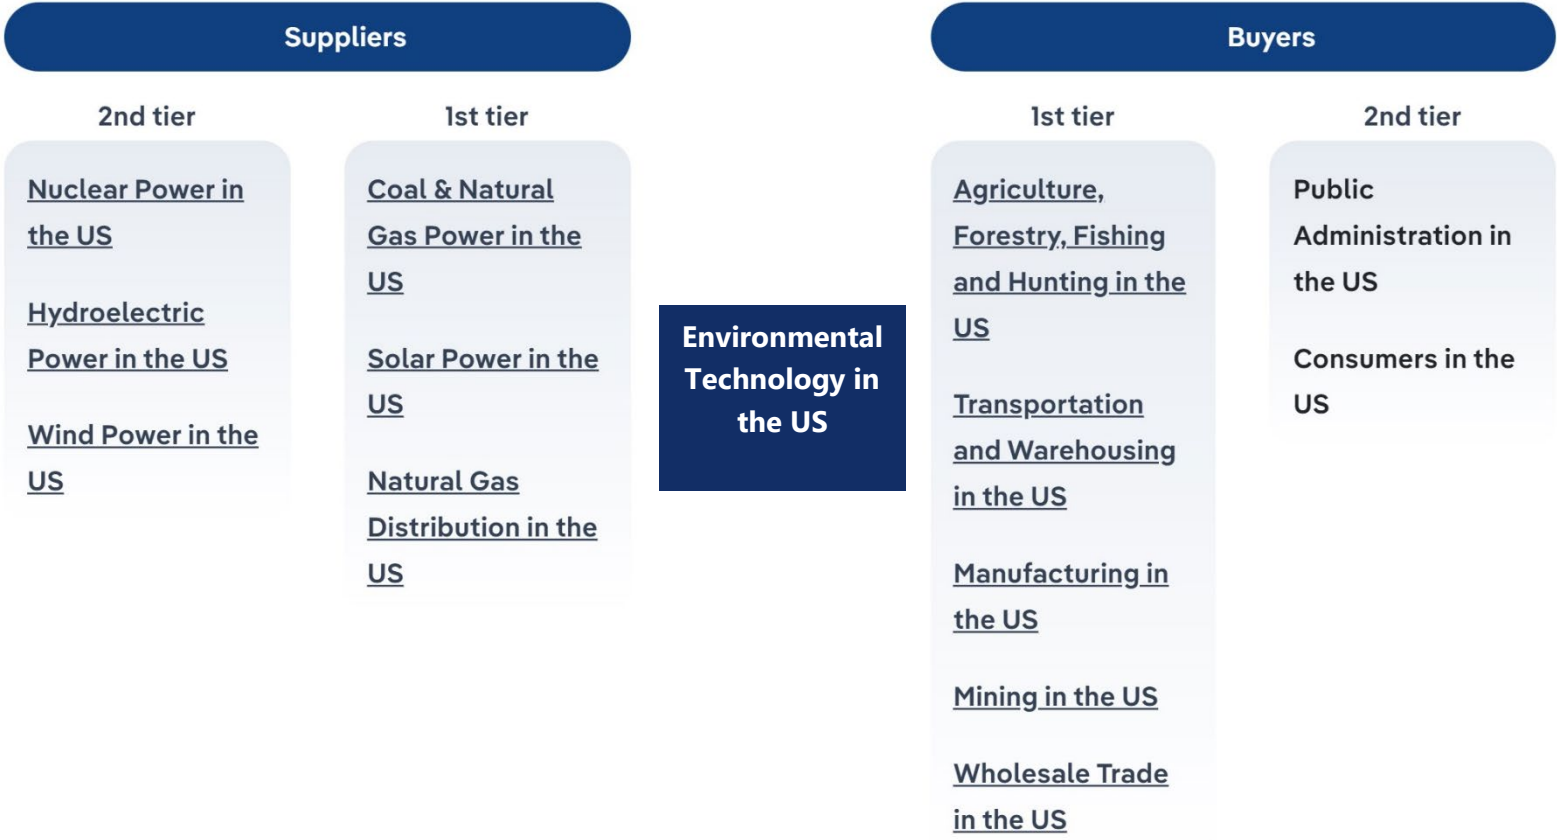 Suppliers
2nd tier
Nuclear Power in
the US
Hydroelectric
Power in the US
Wind Power in the
US
1st tier
Coal & Natural
Gas Power in the
US
Solar Power in the
US
Natural Gas
Distribution in the
US
Environmental
Technology in
the US
Buyers
1st tier
Agriculture,
Forestry, Fishing
and Hunting in the
US
Transportation
and Warehousing
in the US
Manufacturing in
the US
Mining in the US
Wholesale Trade
in the US
2nd tier
Public
Administration in
the US
Consumers in the
US